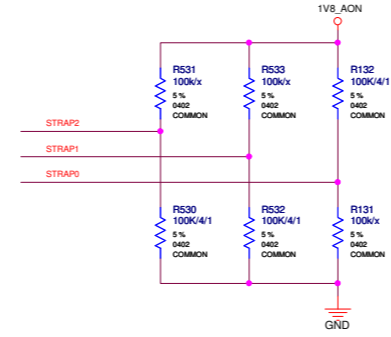 1V8_AON
R531
100k/x
5 %
0402
COMMON
R533
100k/x
5 %
0402
COMMON
R132
100K/4/1
5 %
0402
COMMON
STRAP2
STRAP1
STRAP0
R530
100K/4/1
5 %
0402
COMMON
R532
100K/4/1
5 %
0402
COMMON
R131
100k/x
5 %
0402
COMMON
GND